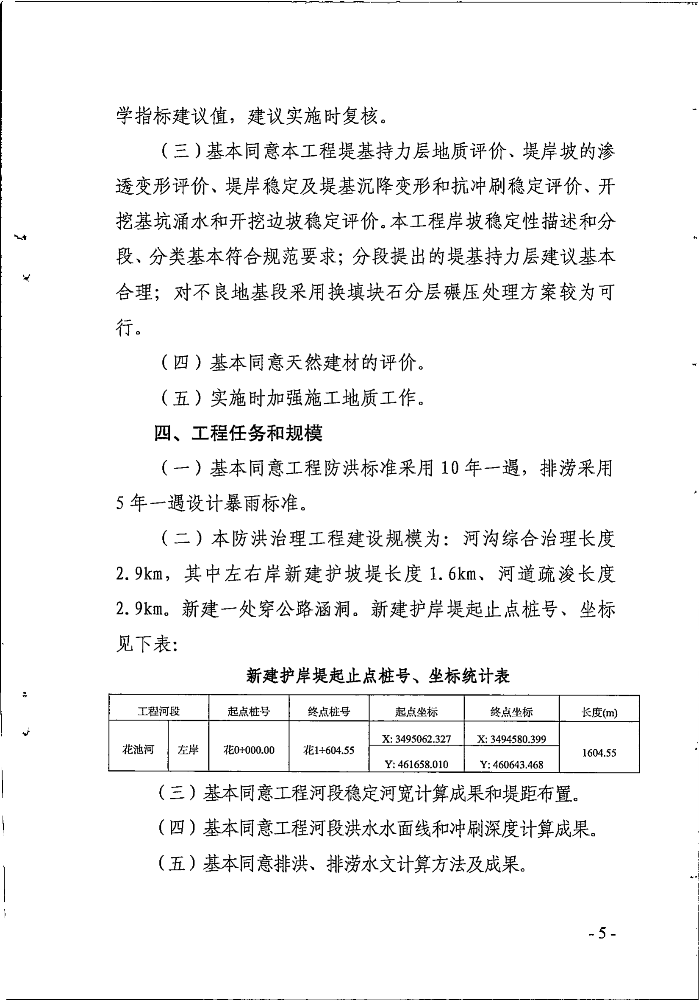 学指标建议值，建议实施时复核。
（三）基本同意本工程堤基持力层地质评价、堤岸坡的渗
透变形评价、堤岸稳定及堤基沉降变形和抗冲刷稳定评价、开
挖基坑涌水和开挖边坡稳定评价。本工程岸坡稳定性描述和分
段、分类基本符合规范要求；分段提出的堤基持力层建议基本
合理；对不良地基段采用换填块石分层碾压处理方案较为可
行。
（四）基本同意天然建材的评价。
（五）实施时加强施工地质工作。
四、工程任务和规模
（一）基本同意工程防洪标准采用 10 年一遇，排涝采用
5 年一遇设计暴雨标准。
（二）本防洪治理工程建设规模为：河沟综合治理长度
2.9km，其中左右岸新建护坡堤长度 1.6km、河道疏浚长度
2.9km。新建一处穿公路涵洞。新建护岸堤起止点桩号、坐标
见下表：
新建护岸堤起止点桩号、坐标统计表
工程河段 起点桩号 终点桩号 起点坐标 终点坐标 长度(m)
花池河 左岸 花0+000.00 花1+604.55 X: 3495062.327 X: 3494580.399 1604.55
Y: 461658.010 Y: 460643.468
（三）基本同意工程河段稳定河宽计算成果和堤距布置。
（四）基本同意工程河段洪水水面线和冲刷深度计算成果。
（五）基本同意排洪、排涝水文计算方法及成果。
- 5 -